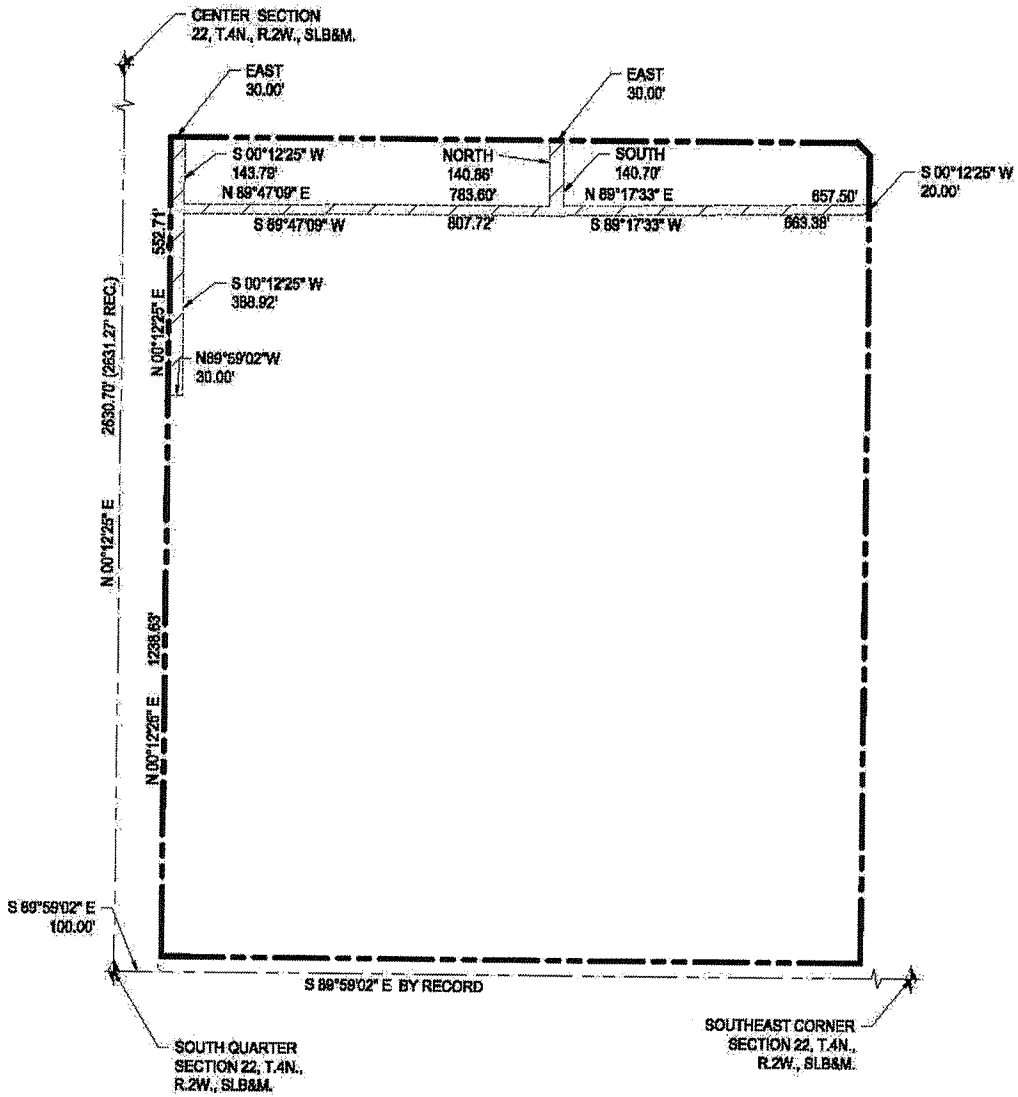 CENTER SECTION
22, T.4N., R.2W., SLB&M.
EAST
30.00'
EAST
30.00'
S 00°12'25" W
143.79'
NORTH
140.86'
SOUTH
140.70'
S 00°12'25" W
20.00'
N 89°47'09" E
783.60'
N 89°17'33" E
657.50'
S 89°47'09" W
807.72'
S 89°17'33" W
663.38'
552.71'
N 00°12'25" E
S 00°12'25" W
388.92'
N89°59'02"W
30.00'
2630.70' (2631.27' REC.)
N 00°12'25" E
1238.63'
N 00°12'25" E
S 89°59'02" E
100.00'
S 89°59'02" E BY RECORD
SOUTH QUARTER
SECTION 22, T.4N.,
R.2W., SLB&M.
SOUTHEAST CORNER
SECTION 22, T.4N.,
R.2W., SLB&M.